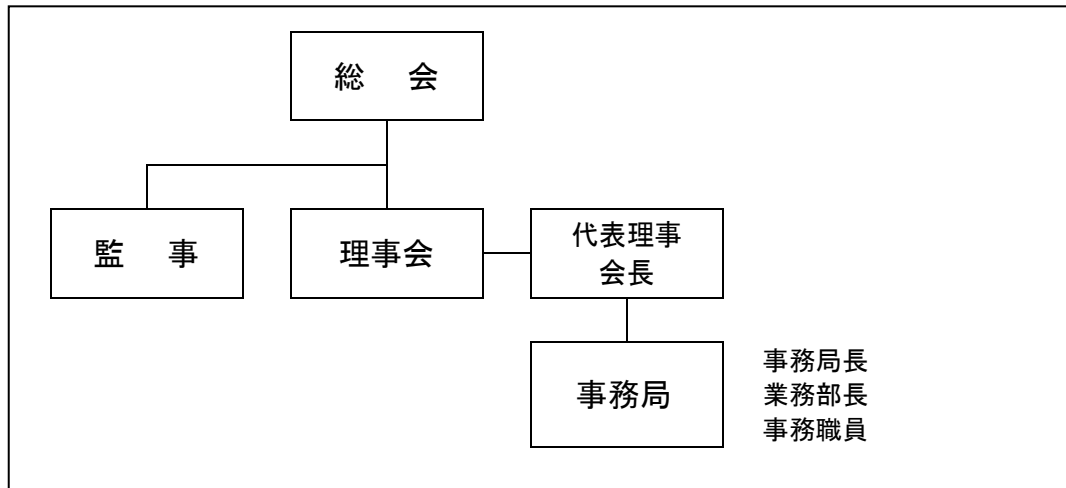 総　会
監　事
理事会
代表理事
会長
事務局
事務局長
業務部長
事務職員